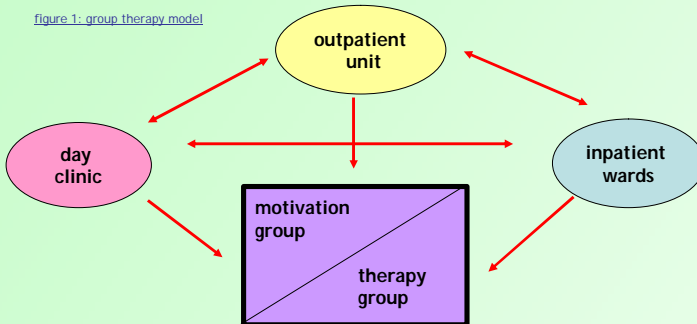 figure 1: group therapy model
outpatient
unit
day
clinic
inpatient
wards
motivation
group
therapy
group